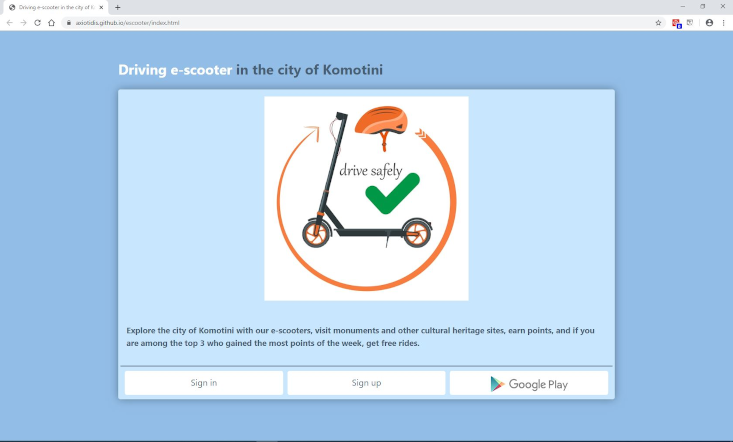 Driving e-scooter in the city of K
axiotidis.github.io/escooter/index.html
Driving e-scooter in the city of Komotini
drive safely
Explore the city of Komotini with our e-scooters, visit monuments and other cultural heritage sites, earn points, and if you
are among the top 3 who gained the most points of the week, get free rides.
Sign in
Sign up
Google Play